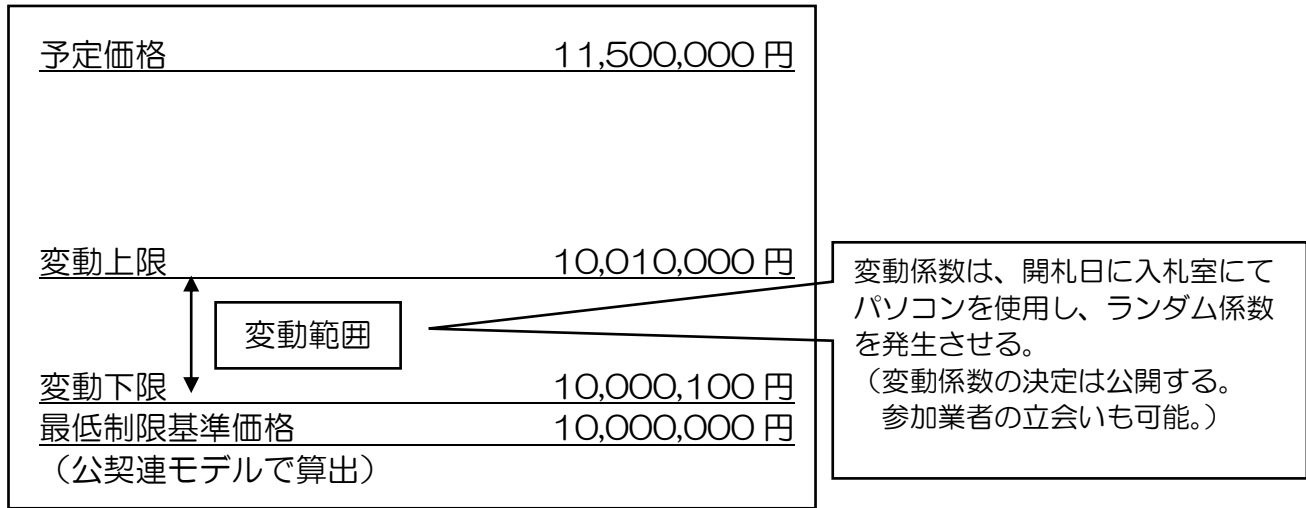 予定価格 11,500,000 円
変動上限 10,010,000 円
変動範囲
変動下限 10,000,100 円
最低制限基準価格 10,000,000 円
（公契連モデルで算出）
変動係数は、開札日に入札室にて
パソコンを使用し、ランダム係数
を発生させる。
（変動係数の決定は公開する。
参加業者の立会いも可能。）